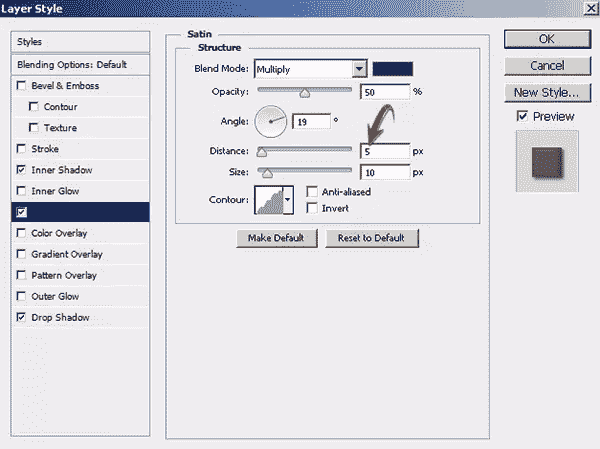 Layer Style
Styles
Blending Options: Default
Bevel & Emboss
Contour
Texture
Stroke
Inner Shadow
Inner Glow
Color Overlay
Gradient Overlay
Pattern Overlay
Outer Glow
Drop Shadow
Satin
Structure
Blend Mode: Multiply
Opacity: 50 %
Angle: 19 °
Distance: 5 px
Size: 10 px
Contour: Anti-aliased
Invert
Make Default Reset to Default
OK
Cancel
New Style...
Preview